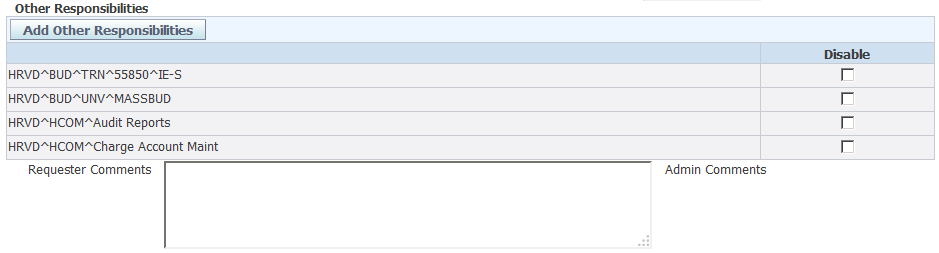 Other Responsibilities
Add Other Responsibilities
Disable
HRVD^BUD^TRN^55850^IE-S
HRVD^BUD^UNV^MASSBUD
HRVD^HCOM^Audit Reports
HRVD^HCOM^Charge Account Maint
Requester Comments Admin Comments